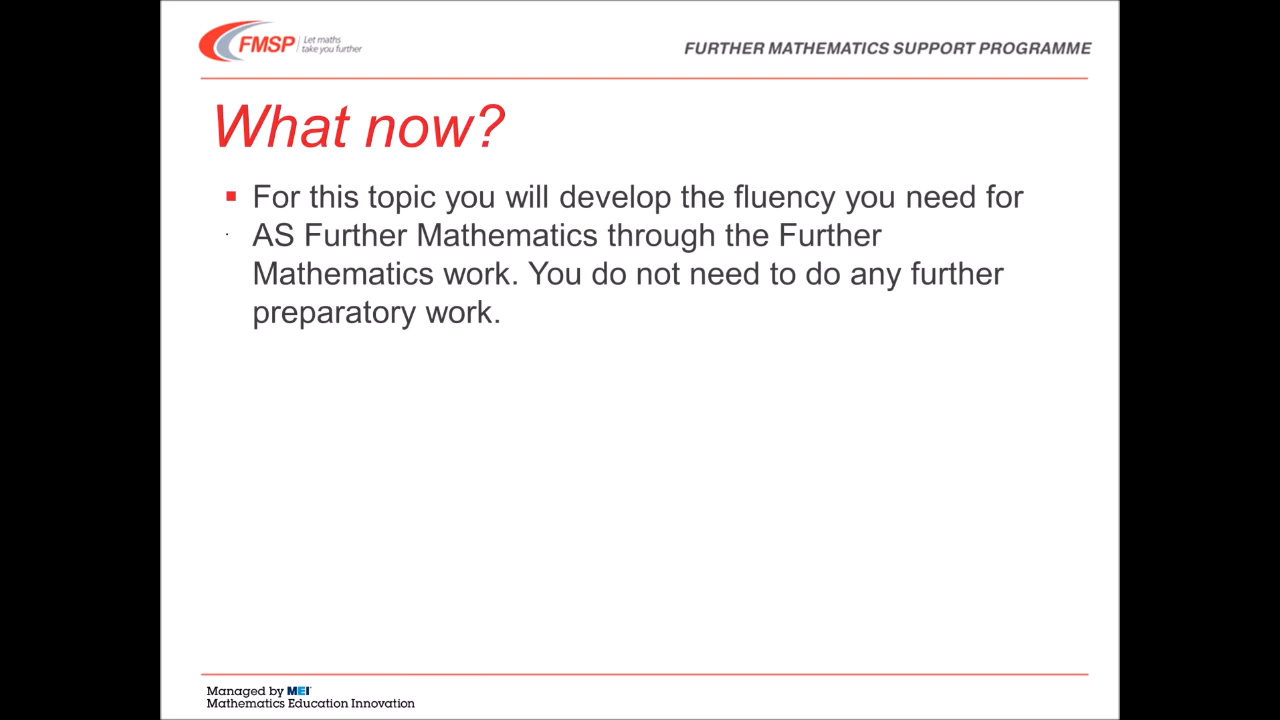 FMSP
Let maths
take you further
FURTHER MATHEMATICS SUPPORT PROGRAMME
What now?
For this topic you will develop the fluency you need for
AS Further Mathematics through the Further
Mathematics work. You do not need to do any further
preparatory work.
Managed by MEI
Mathematics Education Innovation